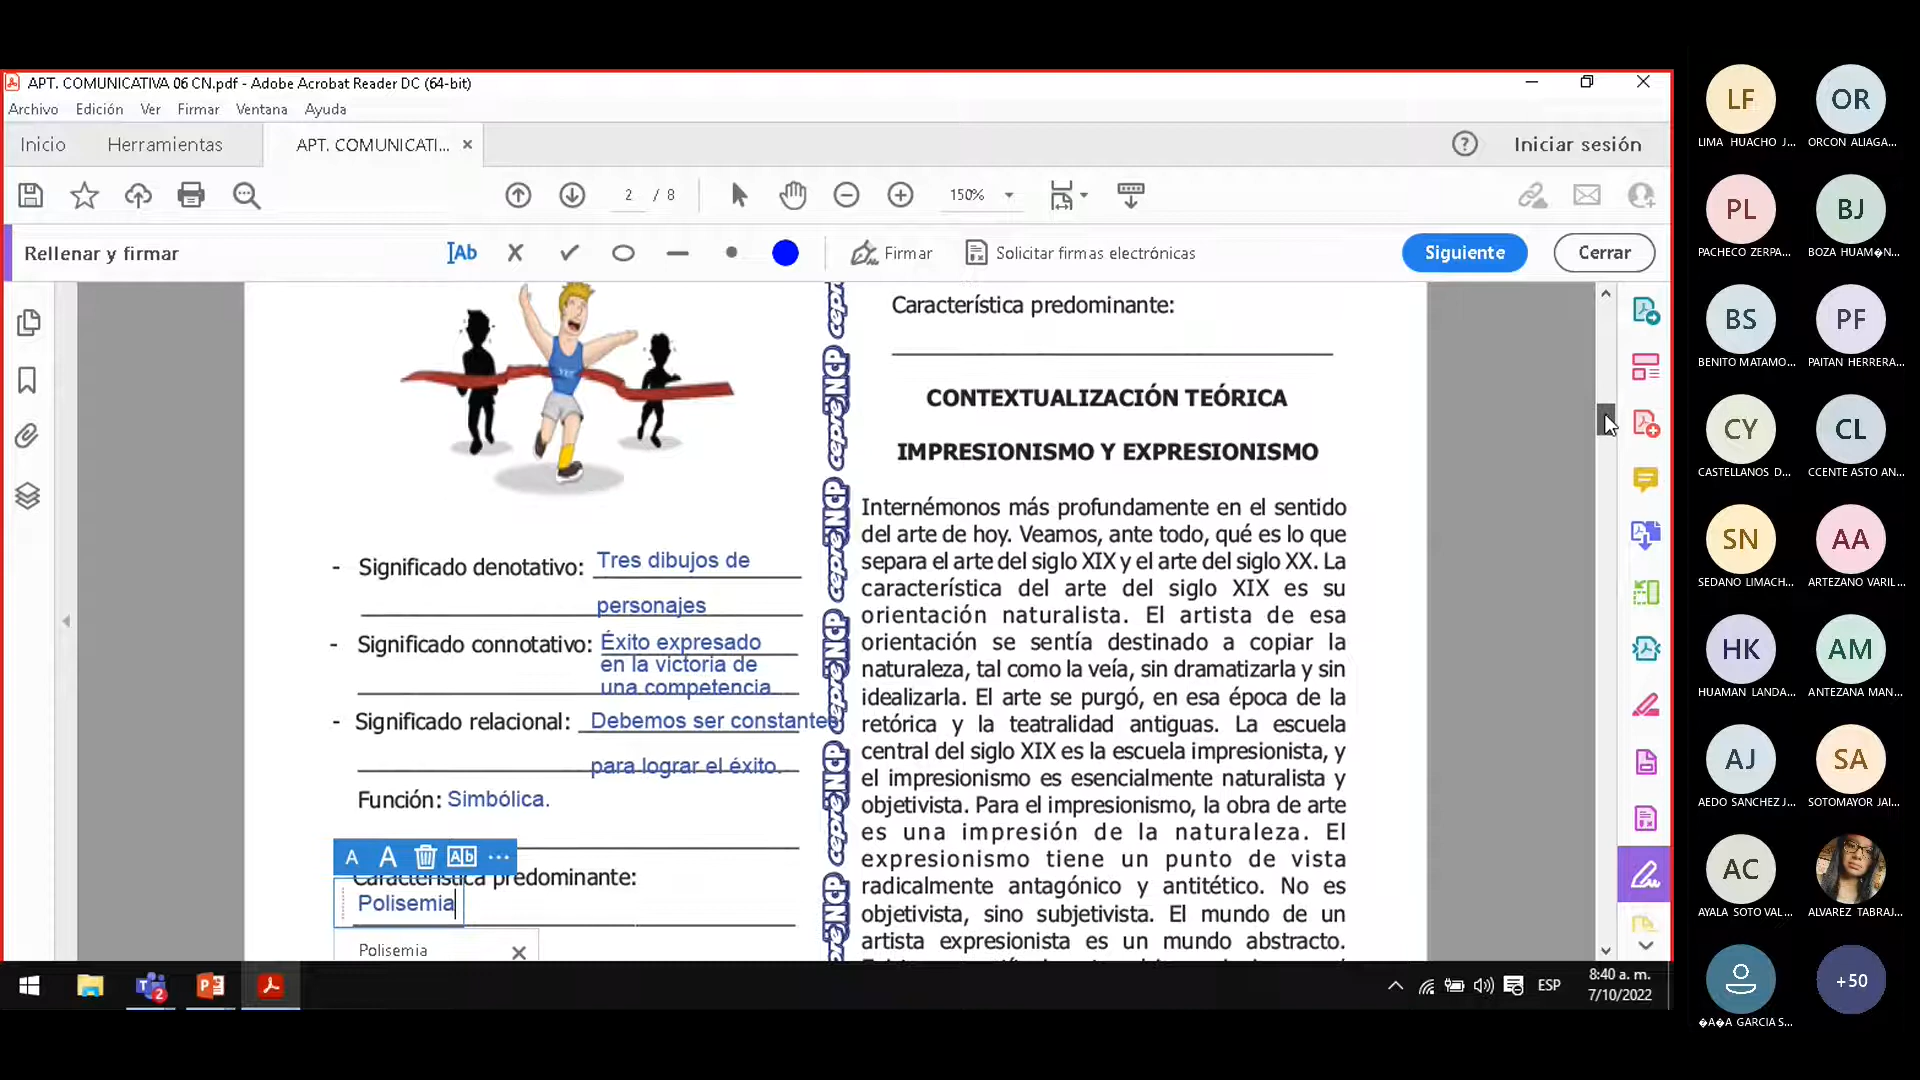 APT. COMUNICATIVA 06 CN.pdf - Adobe Acrobat Reader DC (64-bit)
Archivo Edición Ver Firmar Ventana Ayuda
Inicio Herramientas APT. COMUNICATI... Iniciar sesión
2 / 8 150%
Rellenar y firmar Firmar Solicitar firmas electrónicas Siguiente Cerrar
- Significado denotativo: Tres dibujos de
personajes
- Significado connotativo: Éxito expresado
en la victoria de
una competencia
- Significado relacional: Debemos ser constantes
para lograr el éxito.
Función: Simbólica.
A A Ab ...
Característica predominante:
Polisemia
Polisemia
cepre UNCP cepre UNCP cepre UNCP cepre UNCP cepre UNCP
Característica predominante:
CONTEXTUALIZACIÓN TEÓRICA
IMPRESIONISMO Y EXPRESIONISMO
Internémonos más profundamente en el sentido
del arte de hoy. Veamos, ante todo, qué es lo que
separa el arte del siglo XIX y el arte del siglo XX. La
característica del arte del siglo XIX es su
orientación naturalista. El artista de esa
orientación se sentía destinado a copiar la
naturaleza, tal como la veía, sin dramatizarla y sin
idealizarla. El arte se purgó, en esa época de la
retórica y la teatralidad antiguas. La escuela
central del siglo XIX es la escuela impresionista, y
el impresionismo es esencialmente naturalista y
objetivista. Para el impresionismo, la obra de arte
es una impresión de la naturaleza. El
expresionismo tiene un punto de vista
radicalmente antagónico y antitético. No es
objetivista, sino subjetivista. El mundo de un
artista expresionista es un mundo abstracto.
ESP
8:40 a. m.
7/10/2022
LF OR
LIMA HUACHO J... ORCON ALIAGA...
PL BJ
PACHECO ZERPA... BOZA HUAM�N...
BS PF
BENITO MATAMO... PAITAN HERRERA...
CY CL
CASTELLANOS D... CCENTE ASTO AN...
SN AA
SEDANO LIMACH... ARTEZANO VARIL...
HK AM
HUAMAN LANDA... ANTEZANA MAN...
AJ SA
AEDO SANCHEZ J... SOTOMAYOR JAI...
AC
AYALA SOTO VAL... ALVAREZ TABRAJ...
+50
�A�A GARCIA S...